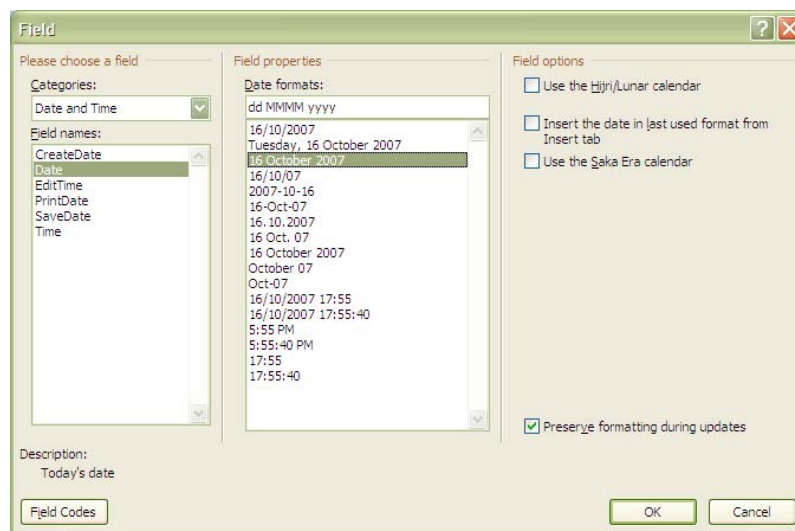 Field
Please choose a field
Categories:
Date and Time
Field names:
CreateDate
Date
EditTime
PrintDate
SaveDate
Time
Field properties
Date formats:
dd MMMM yyyy
16/10/2007
Tuesday, 16 October 2007
16 October 2007
16/10/07
2007-10-16
16-Oct-07
16.10.2007
16 Oct. 07
16 October 2007
October 07
Oct-07
16/10/2007 17:55
16/10/2007 17:55:40
5:55 PM
5:55:40 PM
17:55
17:55:40
Field options
Use the Hijri/Lunar calendar
Insert the date in last used format from
Insert tab
Use the Saka Era calendar
Preserve formatting during updates
Description:
Today's date
Field Codes
OK
Cancel